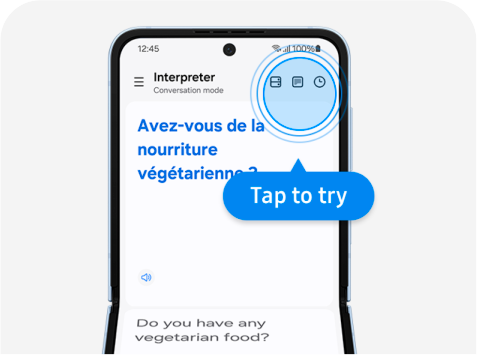 12:45
100%
Interpreter
Conversation mode
Avez-vous de la
nourriture
végétarienne ?
Tap to try
Do you have any
vegetarian food?